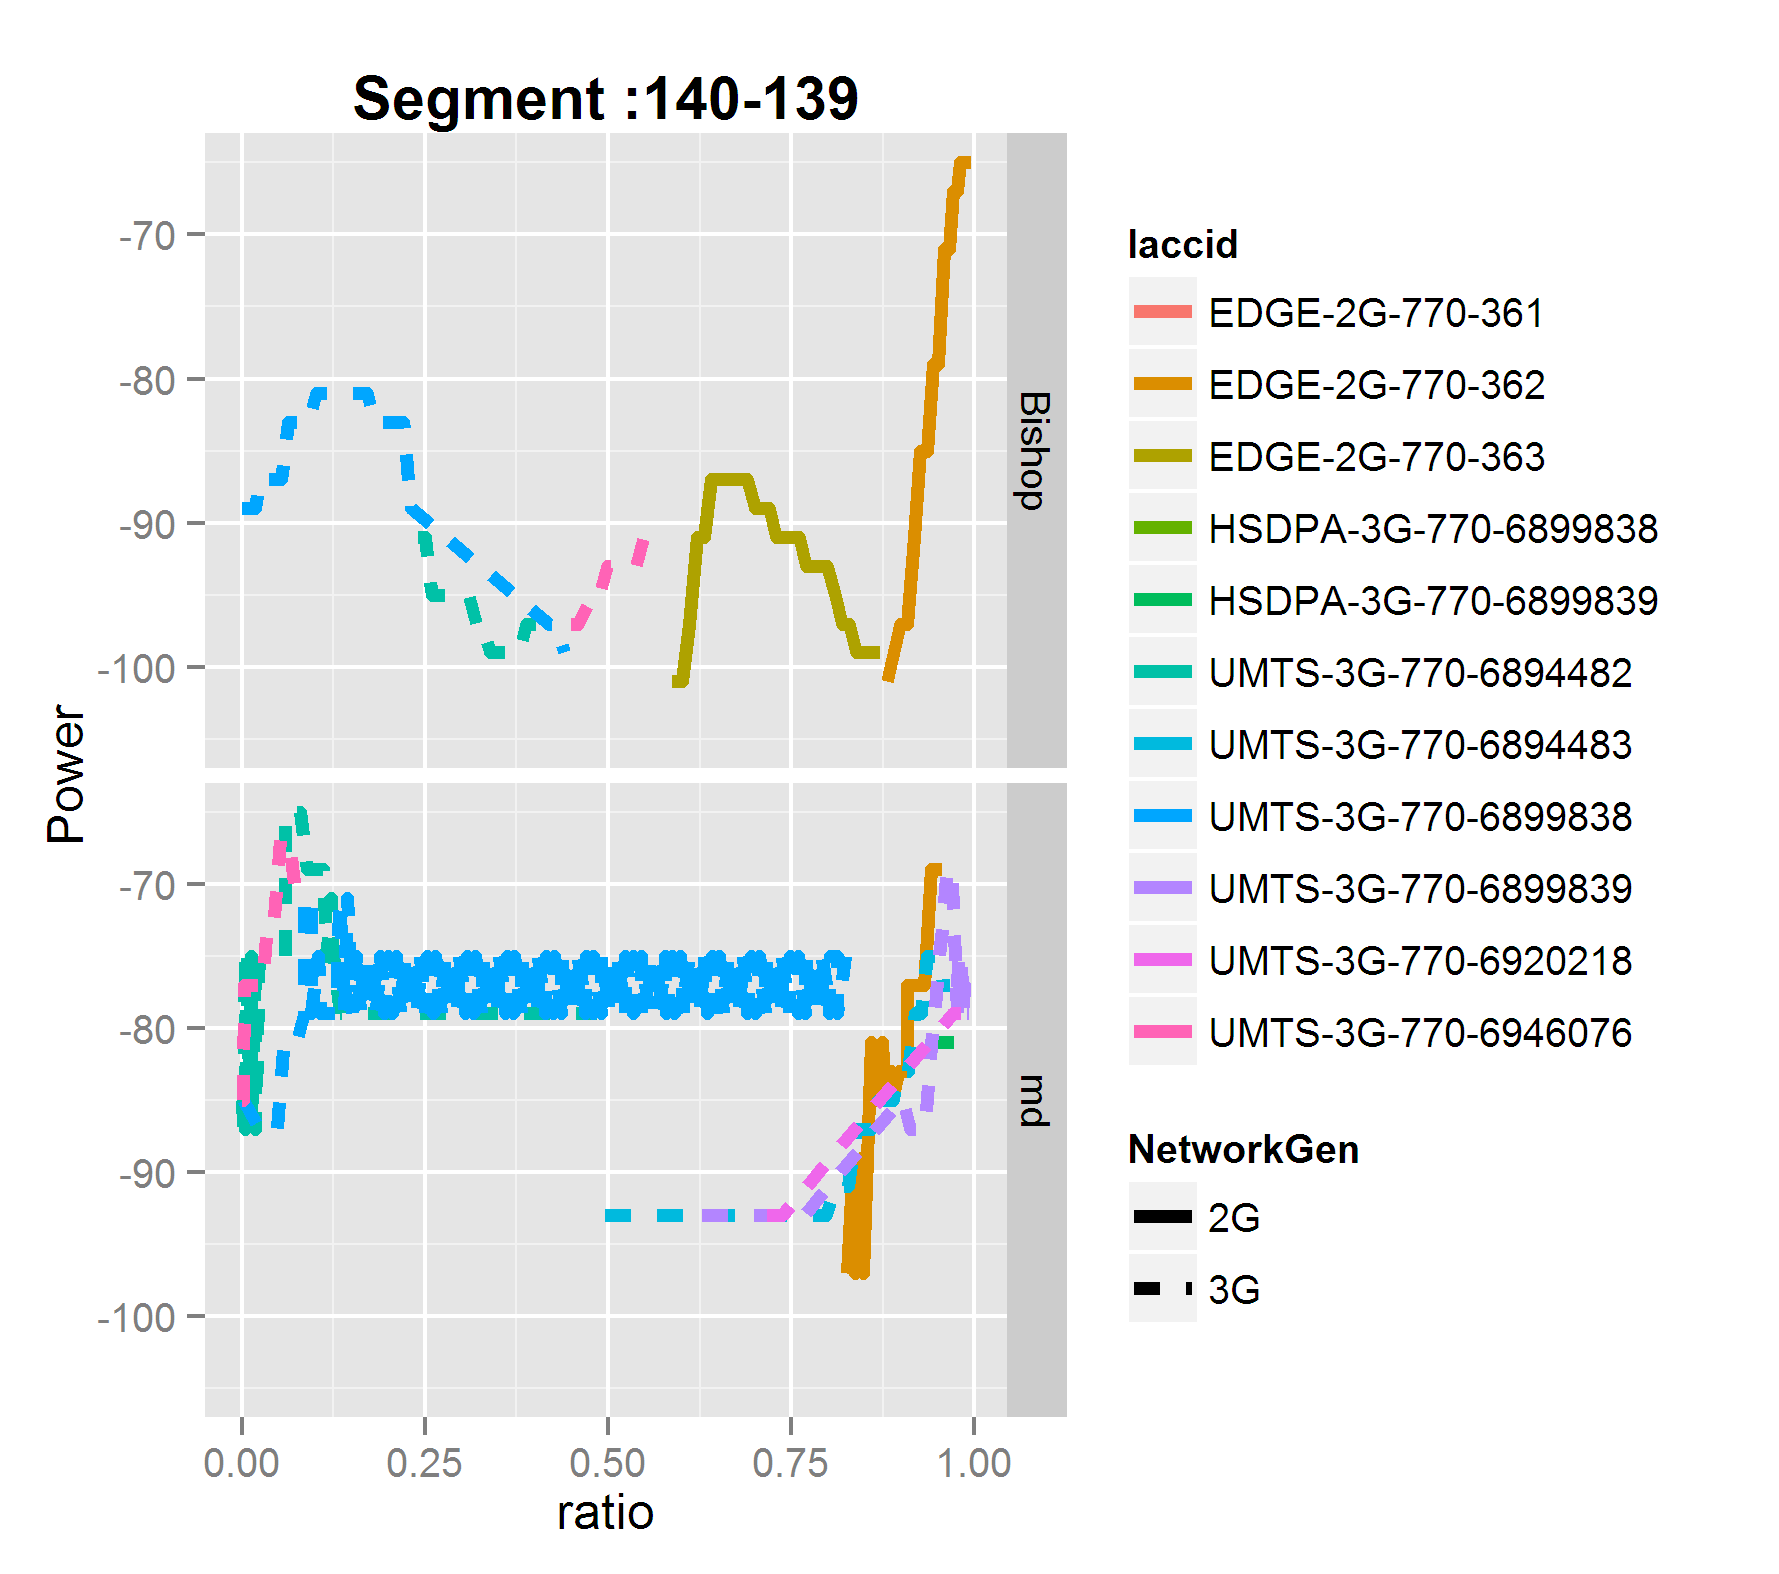 Segment :140-139
-70
-80
-90
-100
Bishop
-70
-80
-90
-100
md
Power
0.00 0.25 0.50 0.75 1.00
ratio
laccid
EDGE-2G-770-361
EDGE-2G-770-362
EDGE-2G-770-363
HSDPA-3G-770-6899838
HSDPA-3G-770-6899839
UMTS-3G-770-6894482
UMTS-3G-770-6894483
UMTS-3G-770-6899838
UMTS-3G-770-6899839
UMTS-3G-770-6920218
UMTS-3G-770-6946076
NetworkGen
2G
3G